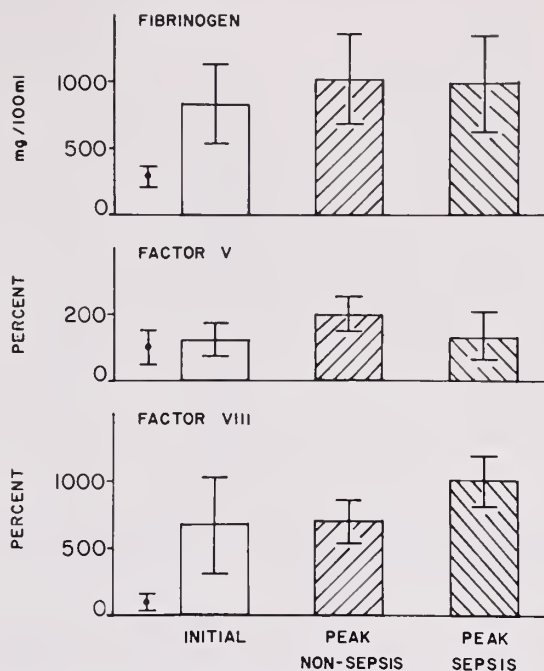 FIBRINOGEN
mg/100ml
1000
500
0
FACTOR V
PERCENT
200
0
FACTOR VIII
PERCENT
1000
500
0
INITIAL
PEAK
NON-SEPSIS
PEAK
SEPSIS